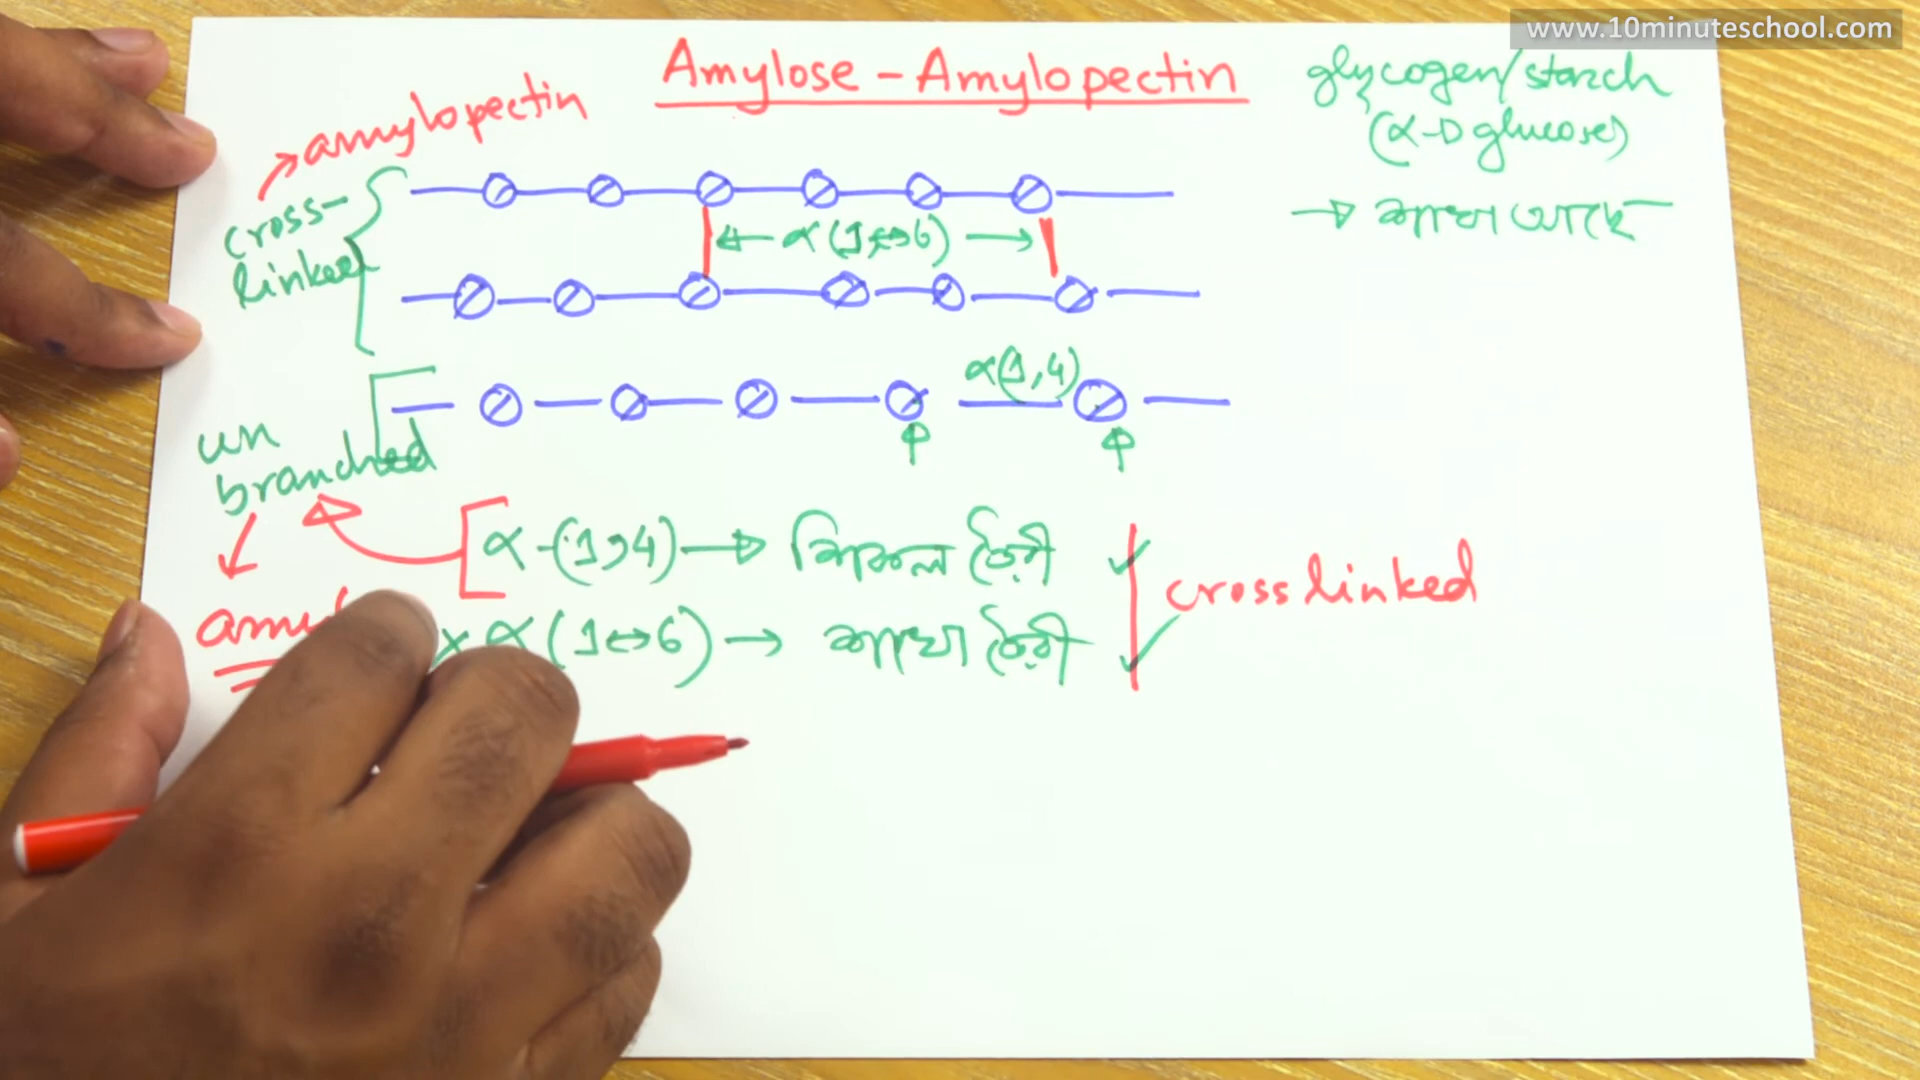 www.10minuteschool.com
Amylose - Amylopectin
glycogen/starch
(α-D glucose)
→ শাখা থাকে
amylopectin
cross-
linked
α(1↔6)
α(1,4)
un
branched
α-(1,4) → শিকল তৈরী
α(1↔6) → শাখা তৈরী
cross linked